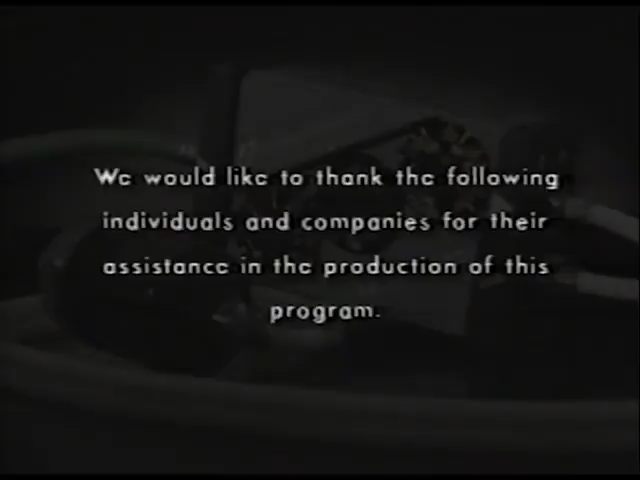 We would like to thank the following
individuals and companies for their
assistance in the production of this
program.